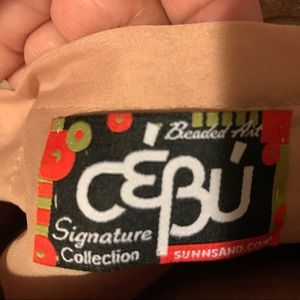 Beaded Art
CÉBÚ
Signature
Collection
SUNNSAND.COM